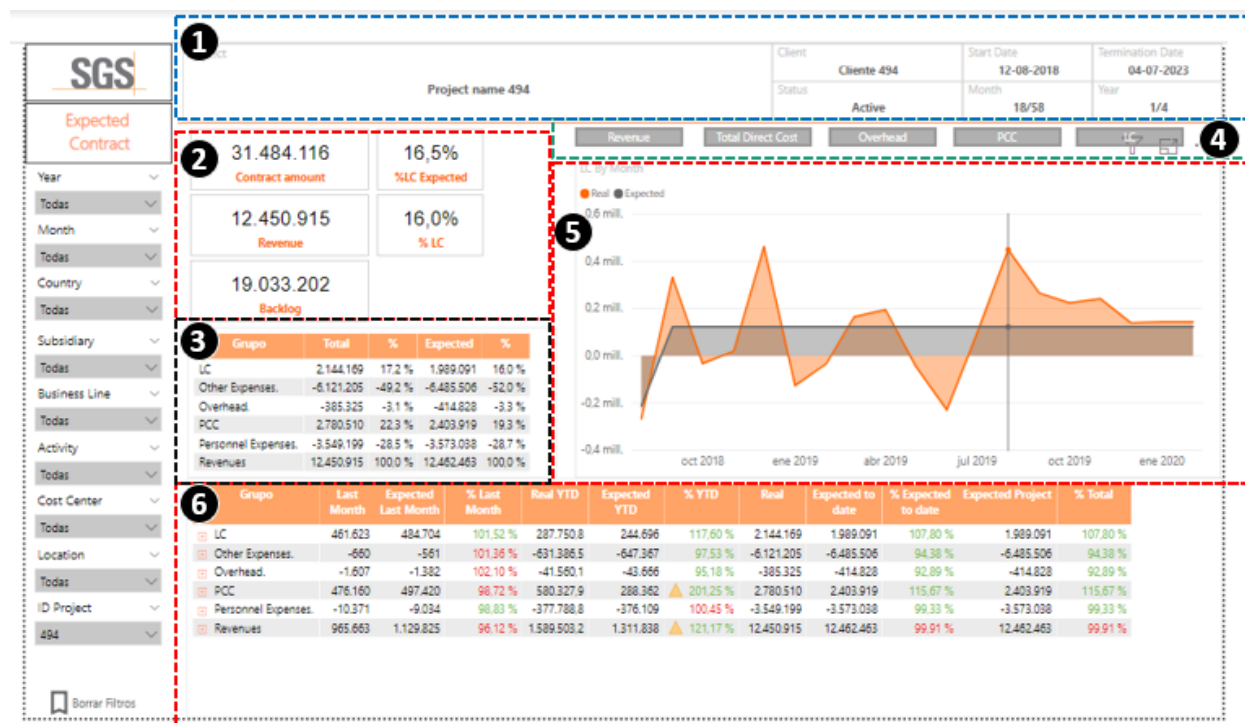 1
SGS
Client
Start Date
Termination Date
Cliente 494
12-08-2018
04-07-2023
Project name 494
Status
Month
Year
Active
18/58
1/4
Expected
Contract
2
31.484.116
16,5%
Contract amount
%LC Expected
12.450.915
16,0%
Revenue
% LC
19.033.202
Backlog
Revenue
Total Direct Cost
Overhead
PCC
LC
4
Year
Todas
Month
Todas
Country
Todas
Subsidiary
Todas
Business Line
Todas
Activity
Todas
Cost Center
Todas
Location
Todas
ID Project
494
Borrar Filtros
3
Grupo Total % Expected %
LC 2.144.169 17.2 % 1.989.091 16.0 %
Other Expenses. -6.121.205 -49.2 % -6.485.506 -52.0 %
Overhead. -385.325 -3.1 % -414.828 -3.3 %
PCC 2.780.510 22.3 % 2.403.919 19.3 %
Personnel Expenses. -3.549.199 -28.5 % -3.573.038 -28.7 %
Revenues 12.450.915 100.0 % 12.462.463 100.0 %
5
LC By Month
Real Expected
0,6 mill.
0,4 mill.
0,2 mill.
0,0 mill.
-0,2 mill.
-0,4 mill.
oct 2018 ene 2019 abr 2019 jul 2019 oct 2019 ene 2020
6
Grupo Last Month Expected Last Month % Last Month Real YTD Expected YTD % YTD Real Expected to date % Expected to date Expected Project % Total
LC 461.623 484.704 101,52 % 287.750,8 244.696 117,60 % 2.144.169 1.989.091 107,80 % 1.989.091 107,80 %
Other Expenses. -660 -561 101.36 % -631.386,5 -647.367 97,53 % -6.121.205 -6.485.506 94,38 % -6.485.506 94,38 %
Overhead. -1.607 -1.382 102,10 % -41.560,1 -43.666 95,18 % -385.325 -414.828 92,89 % -414.828 92,89 %
PCC 476.160 497.420 98,72 % 580.327,9 288.362 201,25 % 2.780.510 2.403.919 115,67 % 2.403.919 115,67 %
Personnel Expenses. -10.371 -9.034 98,83 % -377.788,8 -376.109 100,45 % -3.549.199 -3.573.038 99,33 % -3.573.038 99,33 %
Revenues 965.663 1.129.825 96,12 % 1.589.503,2 1.311.838 121,17 % 12.450.915 12.462.463 99,91 % 12.462.463 99,91 %